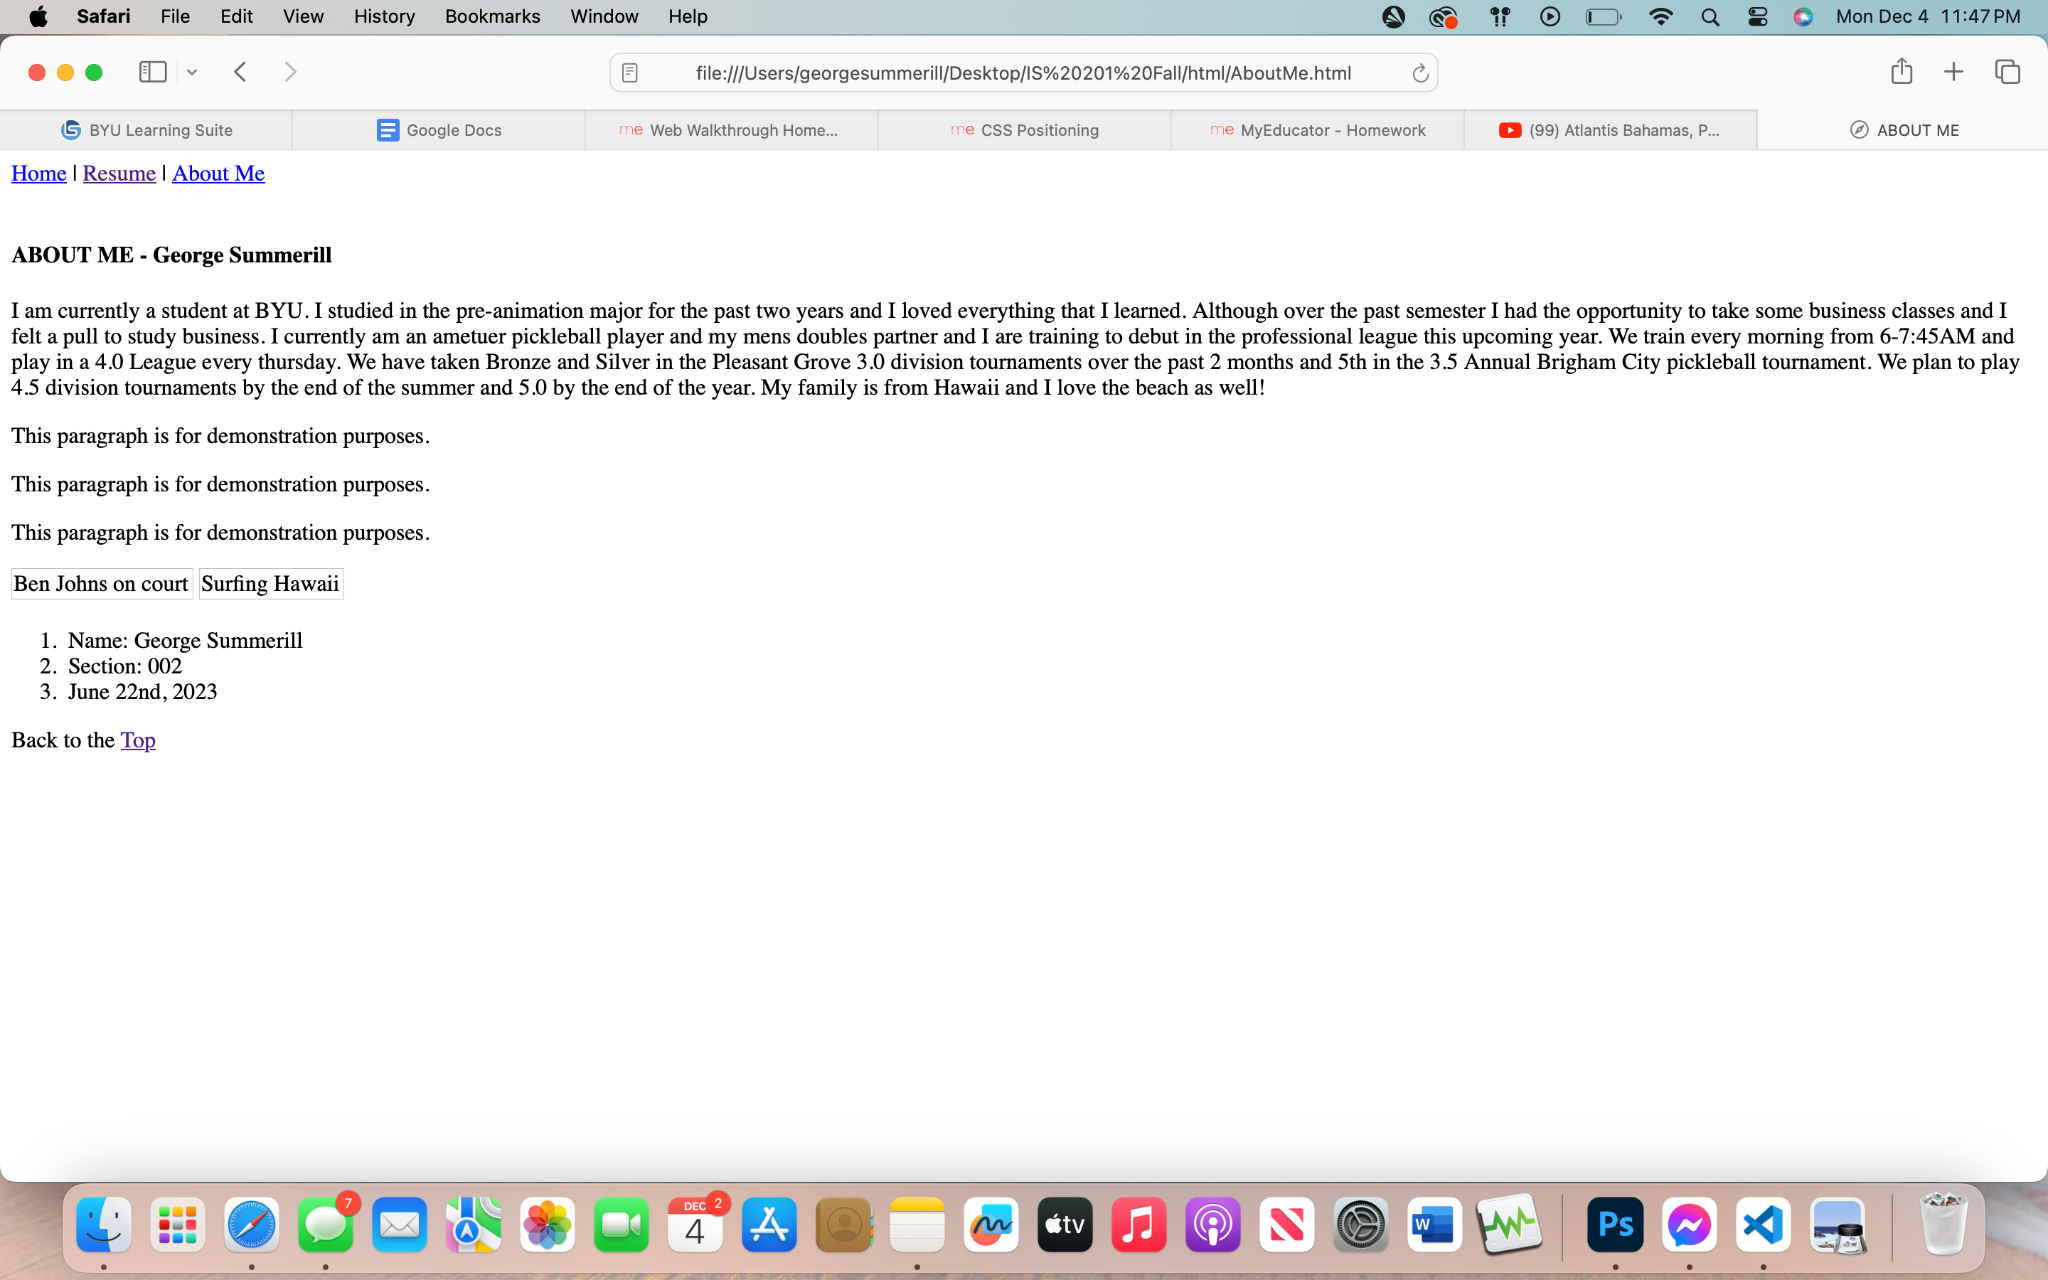 Safari File Edit View History Bookmarks Window Help Mon Dec 4 11:47 PM
file:///Users/georgesummerill/Desktop/IS%20201%20Fall/html/AboutMe.html
BYU Learning Suite Google Docs me Web Walkthrough Home... me CSS Positioning me MyEducator - Homework (99) Atlantis Bahamas, P... ABOUT ME
Home | Resume | About Me
ABOUT ME - George Summerill
I am currently a student at BYU. I studied in the pre-animation major for the past two years and I loved everything that I learned. Although over the past semester I had the opportunity to take some business classes and I
felt a pull to study business. I currently am an ametuer pickleball player and my mens doubles partner and I are training to debut in the professional league this upcoming year. We train every morning from 6-7:45AM and
play in a 4.0 League every thursday. We have taken Bronze and Silver in the Pleasant Grove 3.0 division tournaments over the past 2 months and 5th in the 3.5 Annual Brigham City pickleball tournament. We plan to play
4.5 division tournaments by the end of the summer and 5.0 by the end of the year. My family is from Hawaii and I love the beach as well!
This paragraph is for demonstration purposes.
This paragraph is for demonstration purposes.
This paragraph is for demonstration purposes.
Ben Johns on court Surfing Hawaii
1. Name: George Summerill
2. Section: 002
3. June 22nd, 2023
Back to the Top
7 DEC 2 4 tv W Ps